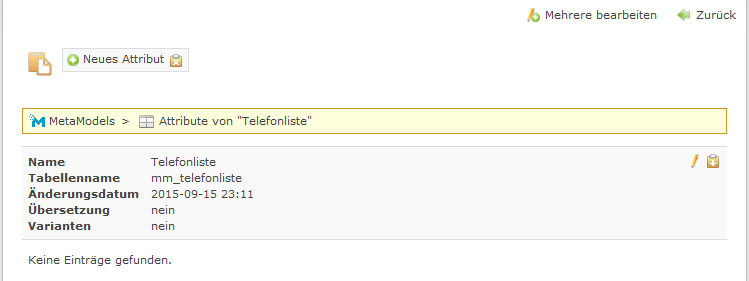 Mehrere bearbeiten Zurück
Neues Attribut
MetaModels > Attribute von "Telefonliste"
Name Telefonliste
Tabellenname mm_telefonliste
Änderungsdatum 2015-09-15 23:11
Übersetzung nein
Varianten nein
Keine Einträge gefunden.